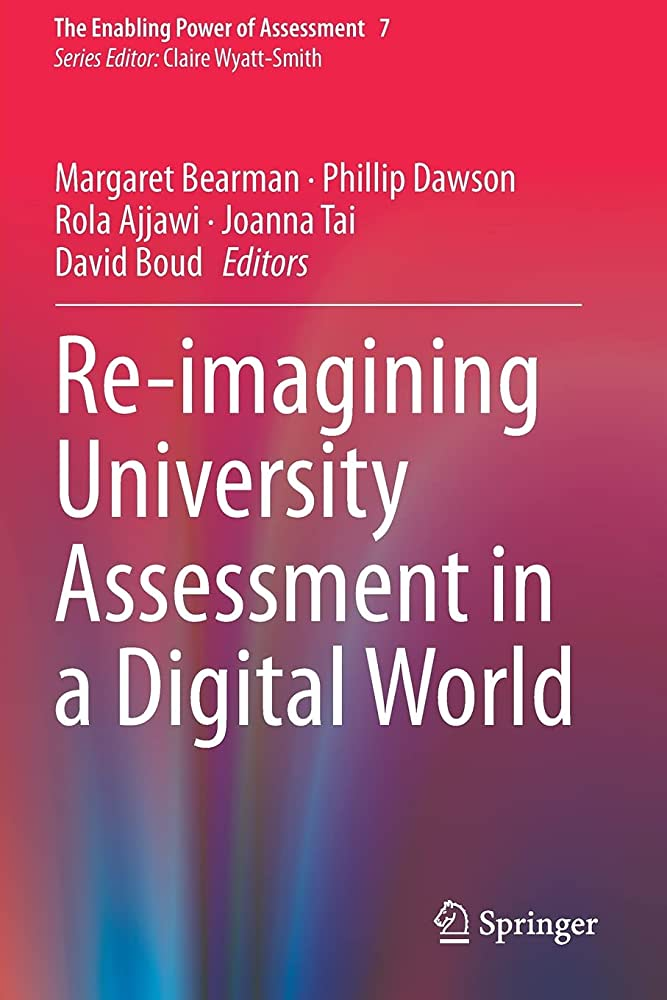 The Enabling Power of Assessment 7
Series Editor: Claire Wyatt-Smith
Margaret Bearman · Phillip Dawson
Rola Ajjawi · Joanna Tai
David Boud Editors
Re-imagining
University
Assessment in
a Digital World
Springer